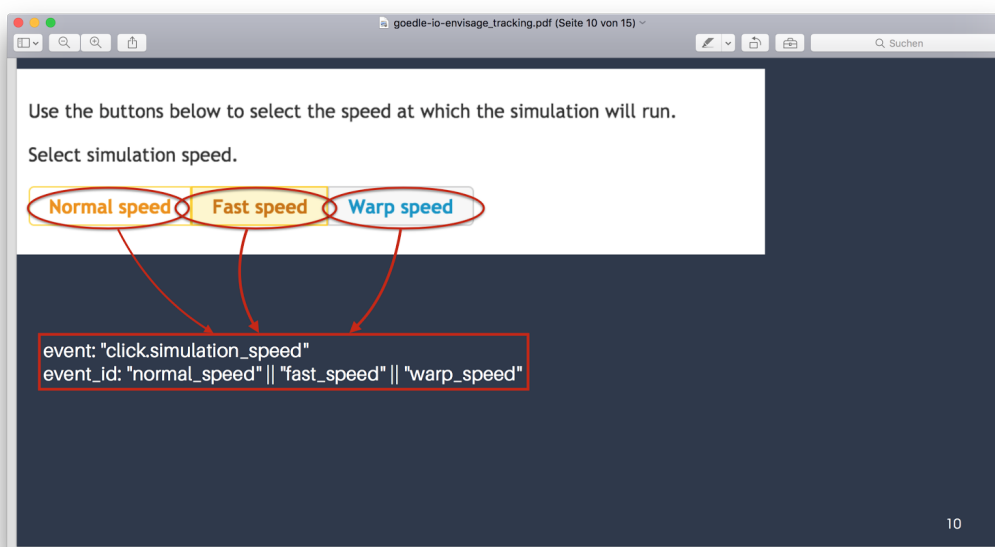 goedle-io-envisage_tracking.pdf (Seite 10 von 15)
Suchen
Use the buttons below to select the speed at which the simulation will run.
Select simulation speed.
Normal speed Fast speed Warp speed
event: "click.simulation_speed"
event_id: "normal_speed" || "fast_speed" || "warp_speed"
10